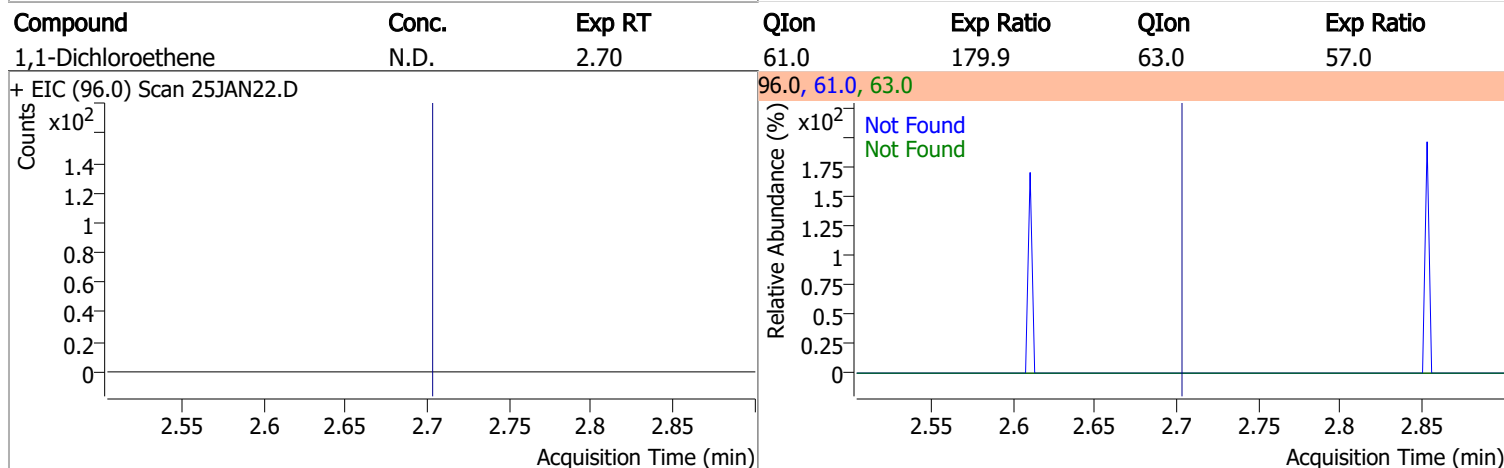 Compound Conc. Exp RT QIon Exp Ratio QIon Exp Ratio
1,1-Dichloroethene N.D. 2.70 61.0 179.9 63.0 57.0
+ EIC (96.0) Scan 25JAN22.D
Counts
x10²
1.4
1.2
1
0.8
0.6
0.4
0.2
0
2.55 2.6 2.65 2.7 2.75 2.8 2.85
Acquisition Time (min)
96.0, 61.0, 63.0
Relative Abundance (%)
x10²
Not Found
Not Found
1.75
1.5
1.25
1
0.75
0.5
0.25
0
2.55 2.6 2.65 2.7 2.75 2.8 2.85
Acquisition Time (min)